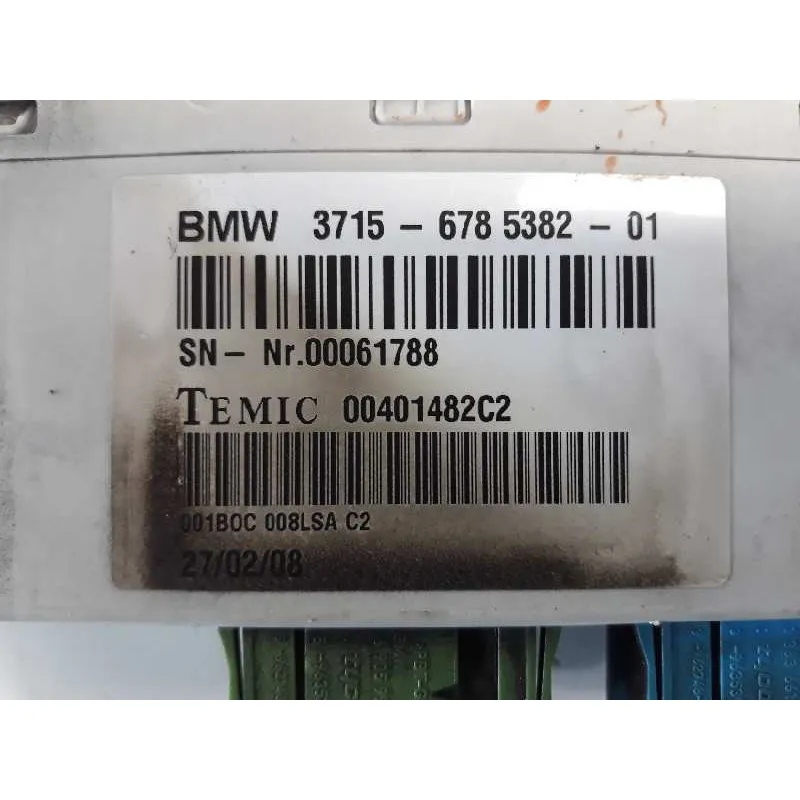 BMW 3715 - 678 5382 - 01
SN - Nr.00061788
TEMIC 00401482C2
001BOC 008LSA C2
27/02/08